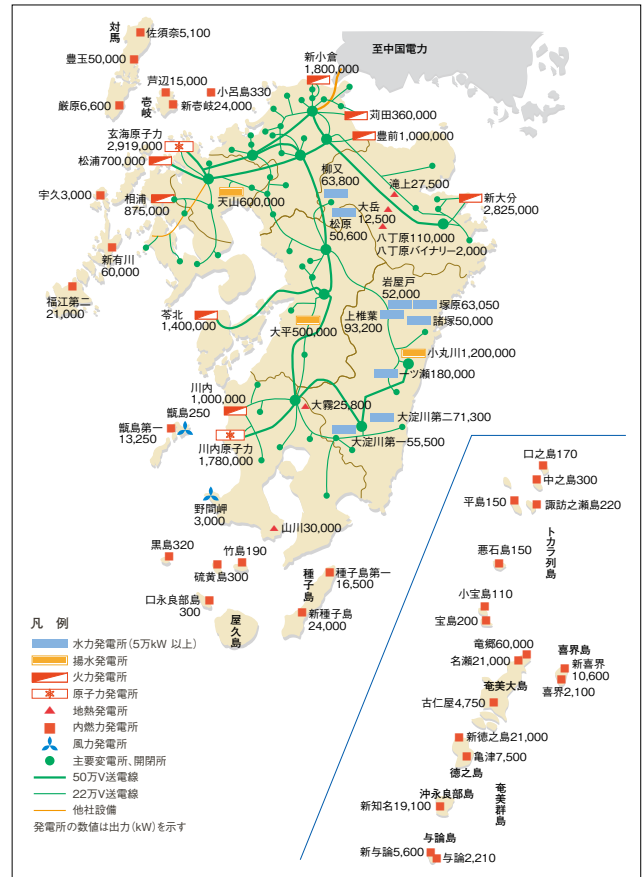 対馬
佐須奈5,100
豊玉50,000
芦辺15,000
小呂島330
厳原6,600
壱岐
新壱岐24,000
新小倉
1,800,000
至中国電力
苅田360,000
豊前1,000,000
玄海原子力
2,919,000
松浦700,000
宇久3,000
相浦
875,000
天山600,000
柳又
63,800
松原
50,600
滝上27,500
大岳
12,500
新大分
2,825,000
八丁原110,000
八丁原バイナリー2,000
新有川
60,000
福江第二
21,000
苓北
1,400,000
大平500,000
岩屋戸
52,000
上椎葉
93,200
塚原63,050
諸塚50,000
小丸川1,200,000
一ツ瀬180,000
川内
1,000,000
大霧25,800
甑島250
甑島第一
13,250
川内原子力
1,780,000
大淀川第二71,300
大淀川第一55,500
野間岬
3,000
山川30,000
黒島320
竹島190
硫黄島300
口永良部島
300
屋久島
種子島
種子島第一
16,500
新種子島
24,000
口之島170
中之島300
平島150
諏訪之瀬島220
トカラ列島
悪石島150
小宝島110
宝島200
竜郷60,000
名瀬21,000
喜界島
新喜界
10,600
喜界2,100
奄美大島
古仁屋4,750
新徳之島21,000
亀津7,500
徳之島
奄美群島
沖永良部島
新知名19,100
与論島
新与論5,600
与論2,210
凡　例
水力発電所（5万kW 以上）
揚水発電所
火力発電所
原子力発電所
地熱発電所
内燃力発電所
風力発電所
主要変電所、開閉所
50万V送電線
22万V送電線
他社設備
発電所の数値は出力（kW）を示す